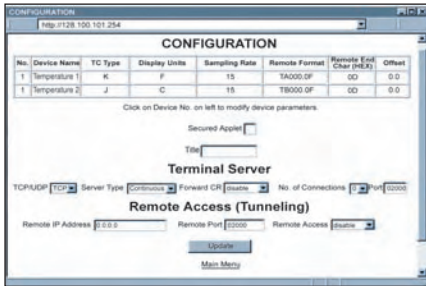 CONFIGURATION
http://128.100.101.254
CONFIGURATION
No. Device Name TC Type Display Units Sampling Rate Remote Format Remote End Char (HEX) Offset
1 Temperature 1 K F 15 TA000.0F 0D 0.0
1 Temperature 2 J C 15 TB000.0F 0D 0.0
Click on Device No. on left to modify device parameters.
Secured Applet
Title
Terminal Server
TCP/UDP TCP Server Type Continuous Forward CR disable No. of Connections 0 Port 02000
Remote Access (Tunneling)
Remote IP Address 0.0.0.0 Remote Port 02000 Remote Access disable
Update
Main Menu